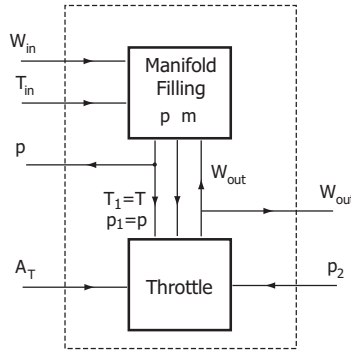 W_in
Manifold
Filling
T_in
p m
p
W_out
T_1=T
p_1=p
W_out
A_T
Throttle
p_2